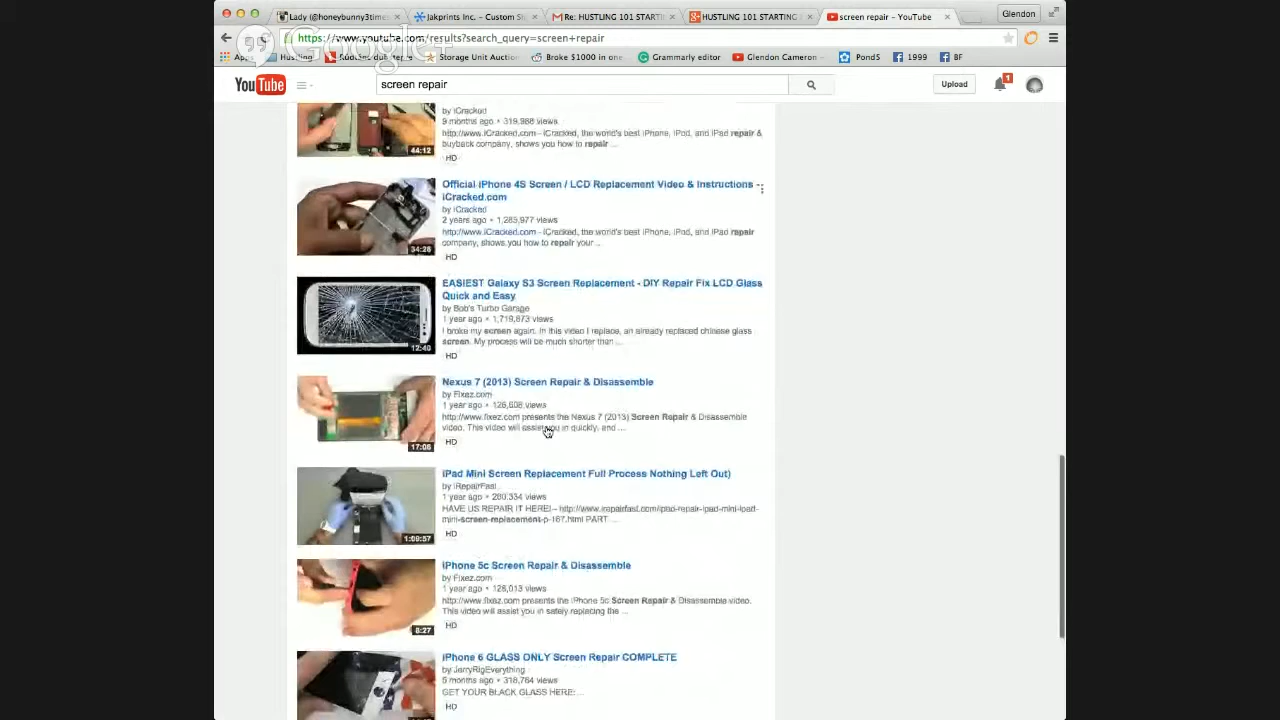 Lady (@honeybunny3times
Jakprints, Inc. - Custom S
Re: HUSTLING 101 STARTI
HUSTLING 101 STARTING
screen repair - YouTube
Glendon
https://www.youtube.com/results?search_query=screen+repair
Google+
Apps
Hustling
Storage Unit Auction
Broke $1000 in one
Grammarly editor
Glendon Cameron
Pond5
1999
BF
YouTube
screen repair
Upload
1
by iCracked
9 months ago • 319,988 views
http://www.iCracked.com - iCracked, the world's best iPhone, iPod, and iPad repair &
buyback company, shows you how to repair ...
44:12
HD
Official iPhone 4S Screen / LCD Replacement Video & Instructions -
iCracked.com
by iCracked
2 years ago • 1,285,977 views
http://www.iCracked.com - iCracked, the world's best iPhone, iPod, and iPad repair
company, shows you how to repair your ...
34:26
HD
EASIEST Galaxy S3 Screen Replacement - DIY Repair Fix LCD Glass
Quick and Easy
by Bob's Turbo Garage
1 year ago • 1,719,873 views
I broke my screen again. In this video I replace, an already replaced chinese glass
screen. My process will be much shorter than ...
12:40
HD
Nexus 7 (2013) Screen Repair & Disassemble
by Fixez.com
1 year ago • 126,608 views
http://www.fixez.com presents the Nexus 7 (2013) Screen Repair & Disassemble
video. This video will assist you in quickly, and ...
17:06
HD
iPad Mini Screen Replacement Full Process Nothing Left Out)
by iRepairFast
1 year ago • 280,334 views
HAVE US REPAIR IT HERE!-- http://www.irepairfast.com/ipad-repair-ipad-mini-ipad-
mini-screen-replacement-p-167.html PART ...
1:09:57
HD
iPhone 5c Screen Repair & Disassemble
by Fixez.com
1 year ago • 128,013 views
http://www.fixez.com presents the iPhone 5c Screen Repair & Disassemble video.
This video will assist you in safely replacing the ...
8:27
HD
iPhone 6 GLASS ONLY Screen Repair COMPLETE
by JerryRigEverything
5 months ago • 318,764 views
GET YOUR BLACK GLASS HERE: ...
HD